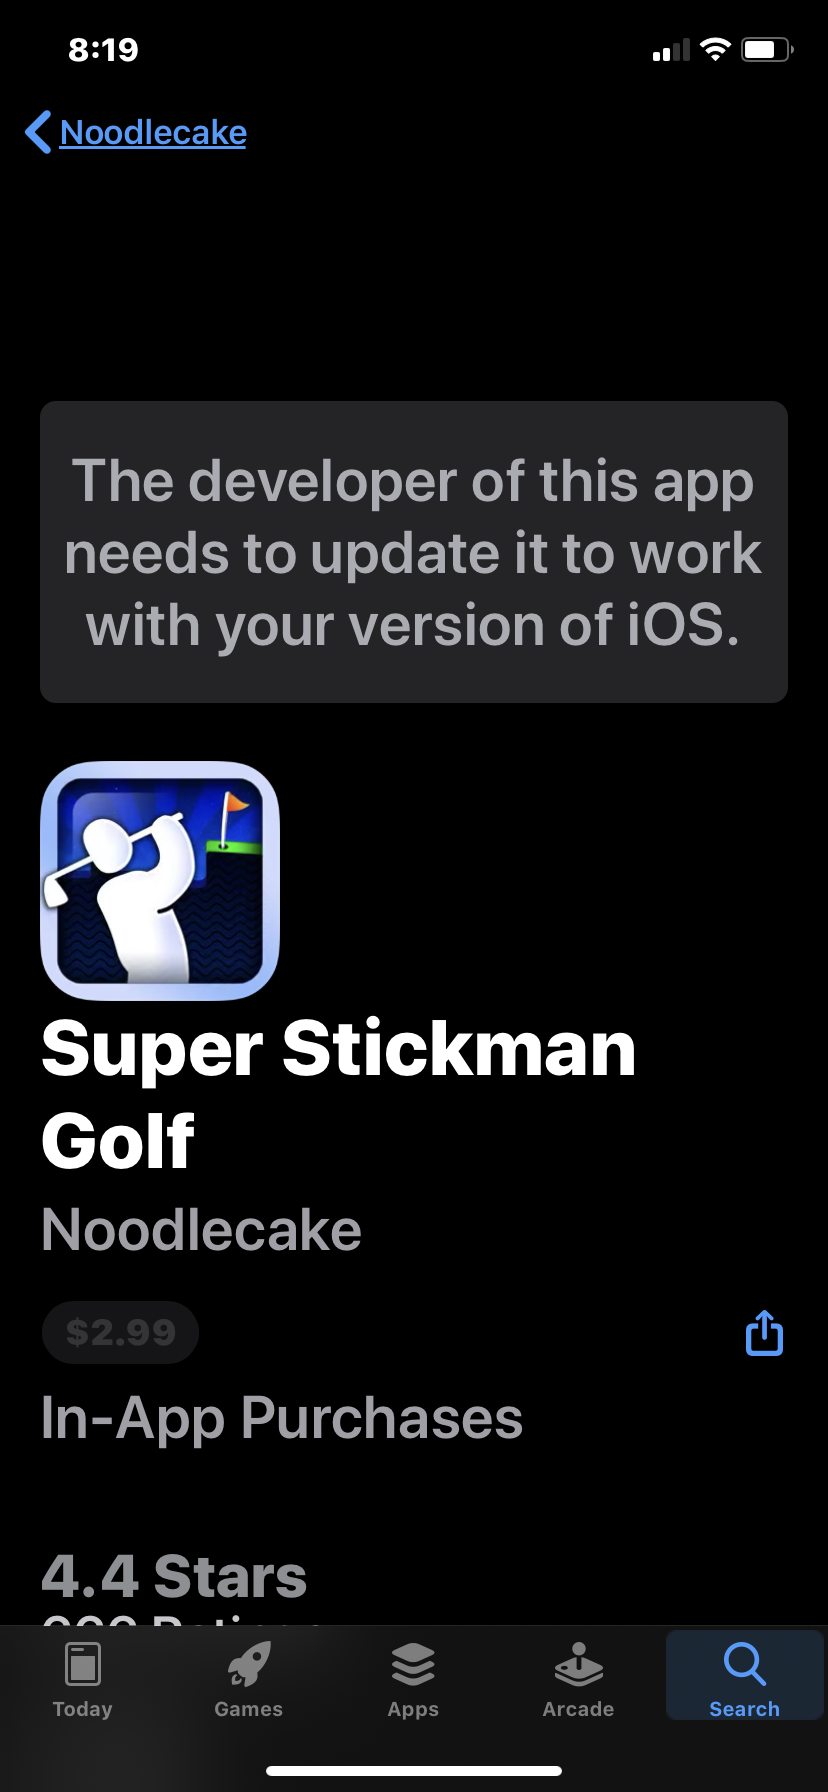 8:19
Noodlecake
The developer of this app
needs to update it to work
with your version of iOS.
Super Stickman
Golf
Noodlecake
$2.99
In-App Purchases
4.4 Stars
Today
Games
Apps
Arcade
Search